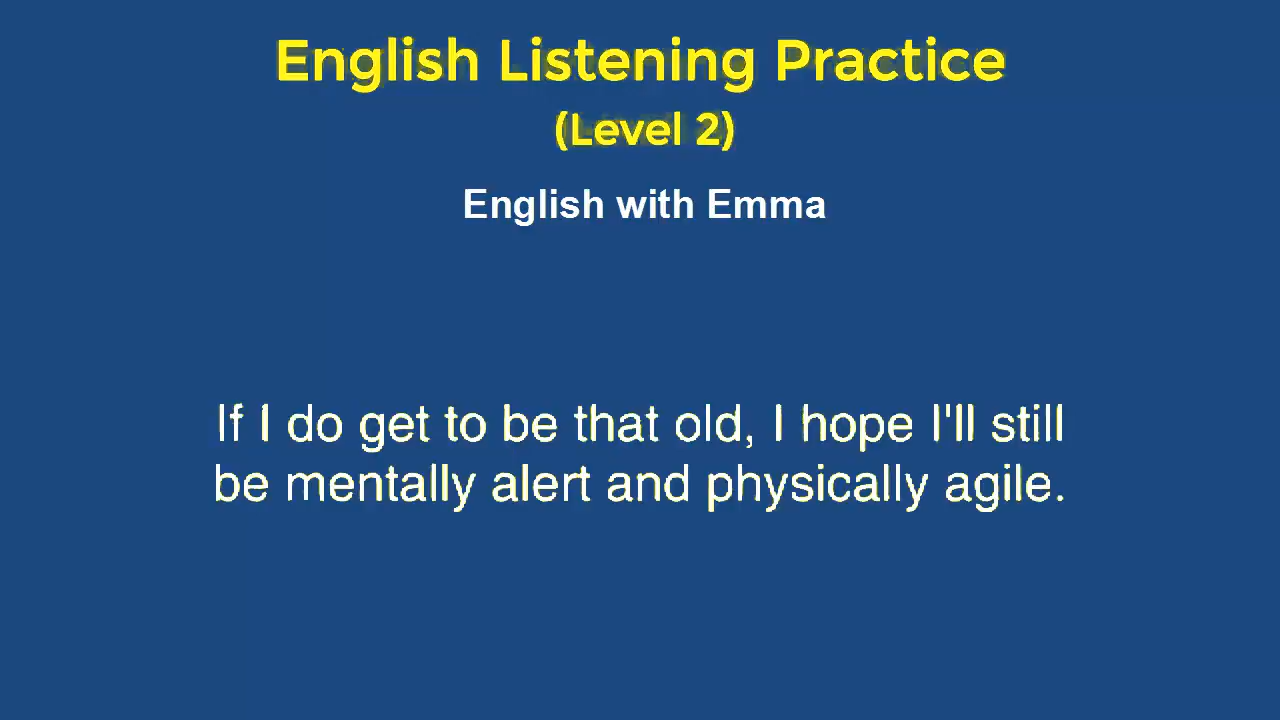 English Listening Practice
(Level 2)
English with Emma
If I do get to be that old, I hope I'll still
be mentally alert and physically agile.